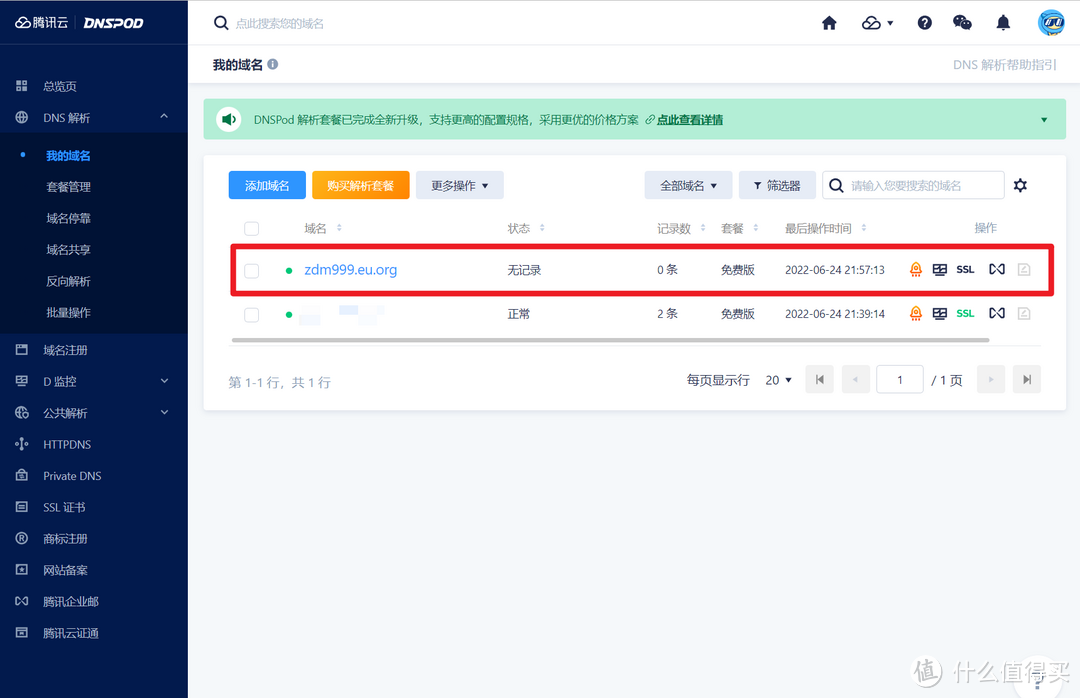 腾讯云 DNSPOD
点此搜索您的域名
总览页
DNS 解析
我的域名
套餐管理
域名停靠
域名共享
反向解析
批量操作
域名注册
D 监控
公共解析
HTTPDNS
Private DNS
SSL 证书
商标注册
网站备案
腾讯企业邮
腾讯云证通
我的域名
DNS 解析帮助指引
DNSPod 解析套餐已完成全新升级，支持更高的配置规格，采用更优的价格方案 点此查看详情
添加域名 购买解析套餐 更多操作 全部域名 筛选器 请输入您要搜索的域名
域名 状态 记录数 套餐 最后操作时间 操作
zdm999.eu.org 无记录 0 条 免费版 2022-06-24 21:57:13 SSL
正常 2 条 免费版 2022-06-24 21:39:14 SSL
第 1-1 行，共 1 行 每页显示行 20 1 / 1 页
值 什么值得买